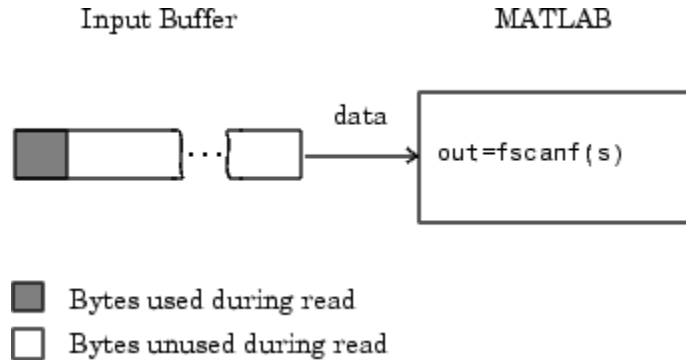 Input Buffer
MATLAB
data
···
out=fscanf(s)
Bytes used during read
Bytes unused during read